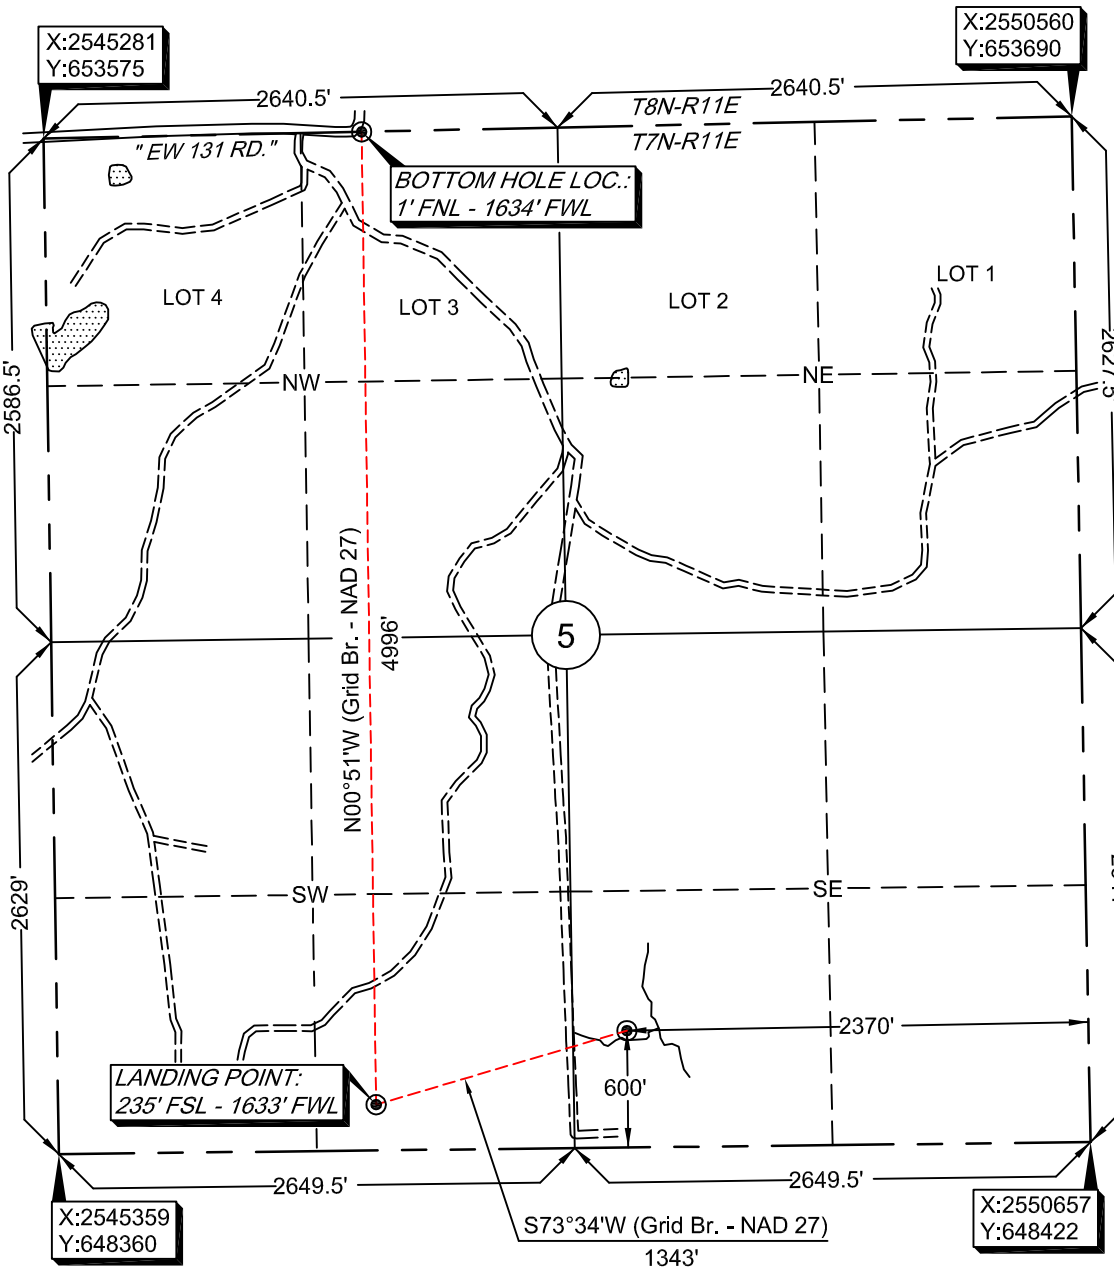 X:2545281
Y:653575
X:2550560
Y:653690
2640.5'
2640.5'
T8N-R11E
T7N-R11E
" EW 131 RD."
BOTTOM HOLE LOC.:
1' FNL - 1634' FWL
LOT 4
LOT 3
LOT 2
LOT 1
2586.5'
2627.5'
NW
NE
N00°51'W (Grid Br. - NAD 27)
4996'
5
2629'
SW
SE
2370'
600'
LANDING POINT:
235' FSL - 1633' FWL
2649.5'
2649.5'
X:2545359
Y:648360
S73°34'W (Grid Br. - NAD 27)
1343'
X:2550657
Y:648422